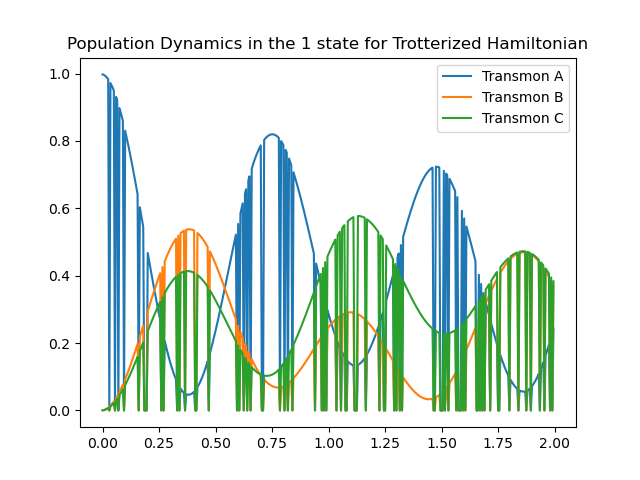 Population Dynamics in the 1 state for Trotterized Hamiltonian
Transmon A
Transmon B
Transmon C
1.0
0.8
0.6
0.4
0.2
0.0
0.00 0.25 0.50 0.75 1.00 1.25 1.50 1.75 2.00